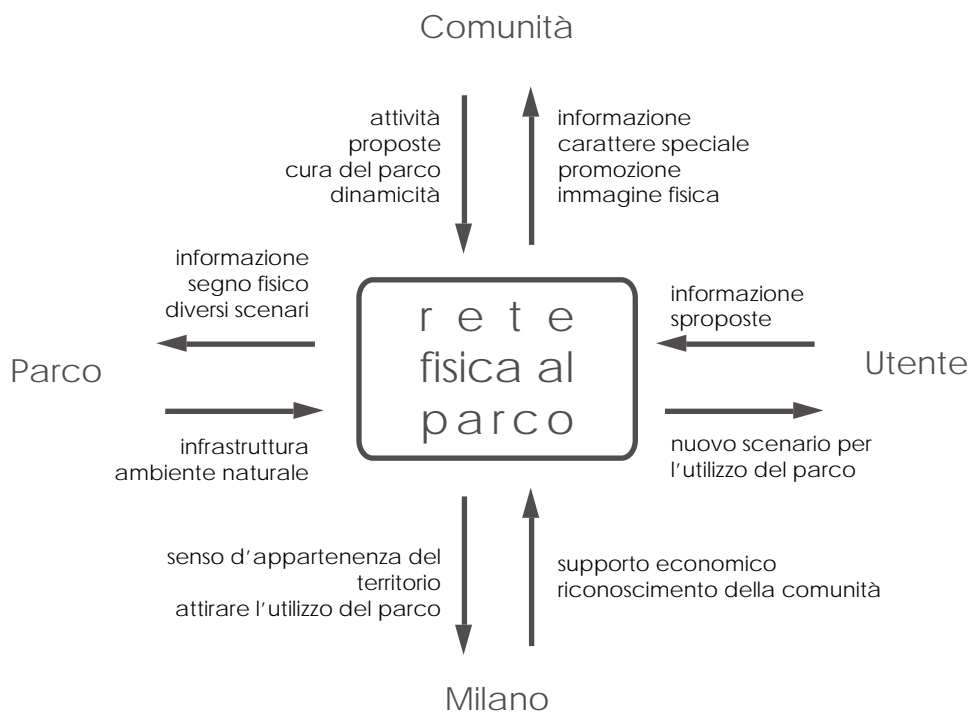 Comunità
attività
proposte
cura del parco
dinamicità
informazione
carattere speciale
promozione
immagine fisica
informazione
segno fisico
diversi scenari
rete
fisica al
parco
informazione
sproposte
Parco
Utente
infrastruttura
ambiente naturale
nuovo scenario per
l'utilizzo del parco
senso d'appartenenza del
territorio
attirare l'utilizzo del parco
supporto economico
riconoscimento della comunità
Milano